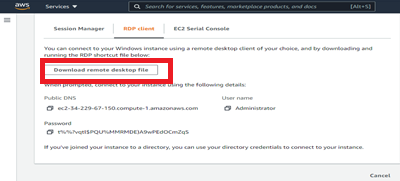 aws
Services
Search for services, features, marketplace products, and docs
[Alt+S]
Session Manager
RDP client
EC2 Serial Console
You can connect to your Windows instance using a remote desktop client of your choice, and by downloading and
running the RDP shortcut file below:
Download remote desktop file
When prompted, connect to your instance using the following details:
Public DNS
User name
ec2-34-229-67-150.compute-1.amazonaws.com
Administrator
Password
If you've joined your instance to a directory, you can use your directory credentials to connect to your instance.
Cancel